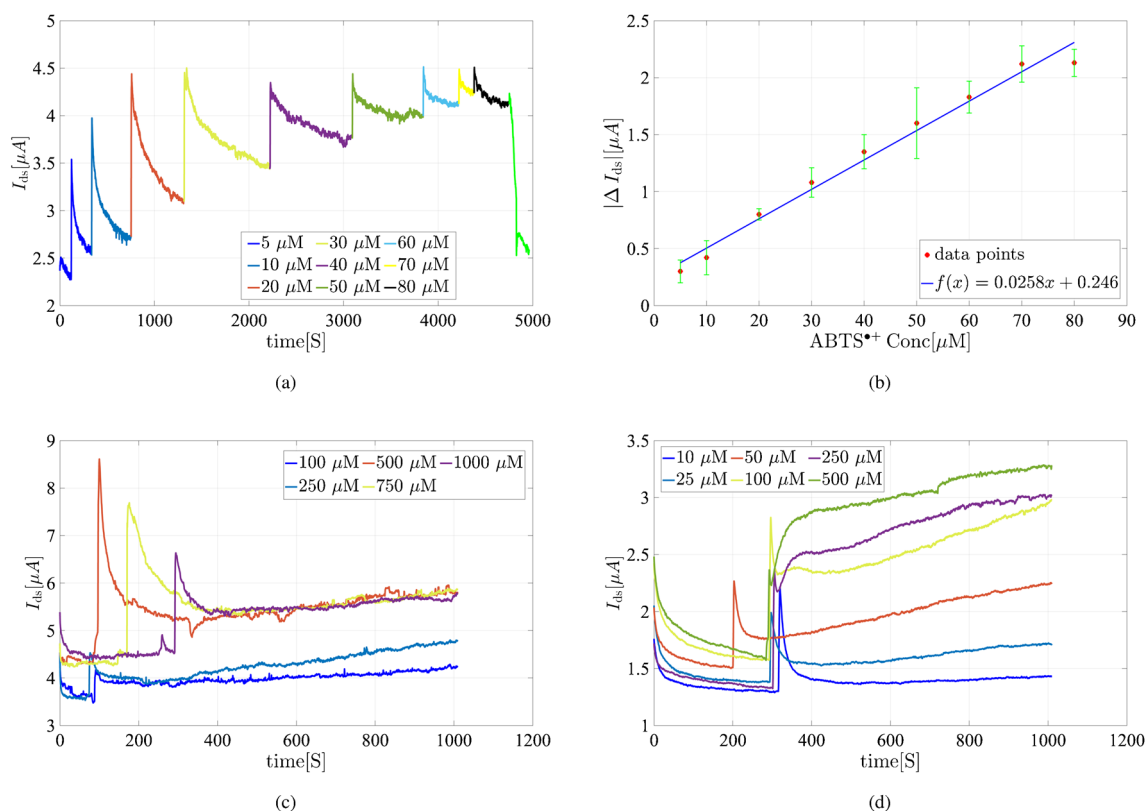 5
4.5
4
3.5
3
2.5
2
I_ds[μA]
0 1000 2000 3000 4000 5000
time[S]
5 μM 30 μM 60 μM
10 μM 40 μM 70 μM
20 μM 50 μM 80 μM
(a)
2.5
2
1.5
1
0.5
0
|Δ I_ds|[μA]
0 10 20 30 40 50 60 70 80 90
ABTS•+ Conc[μM]
data points
f(x) = 0.0258x + 0.246
(b)
9
8
7
6
5
4
3
I_ds[μA]
0 200 400 600 800 1000 1200
time[S]
100 μM 500 μM 1000 μM
250 μM 750 μM
(c)
3.5
3
2.5
2
1.5
1
I_ds[μA]
0 200 400 600 800 1000 1200
time[S]
10 μM 50 μM 250 μM
25 μM 100 μM 500 μM
(d)